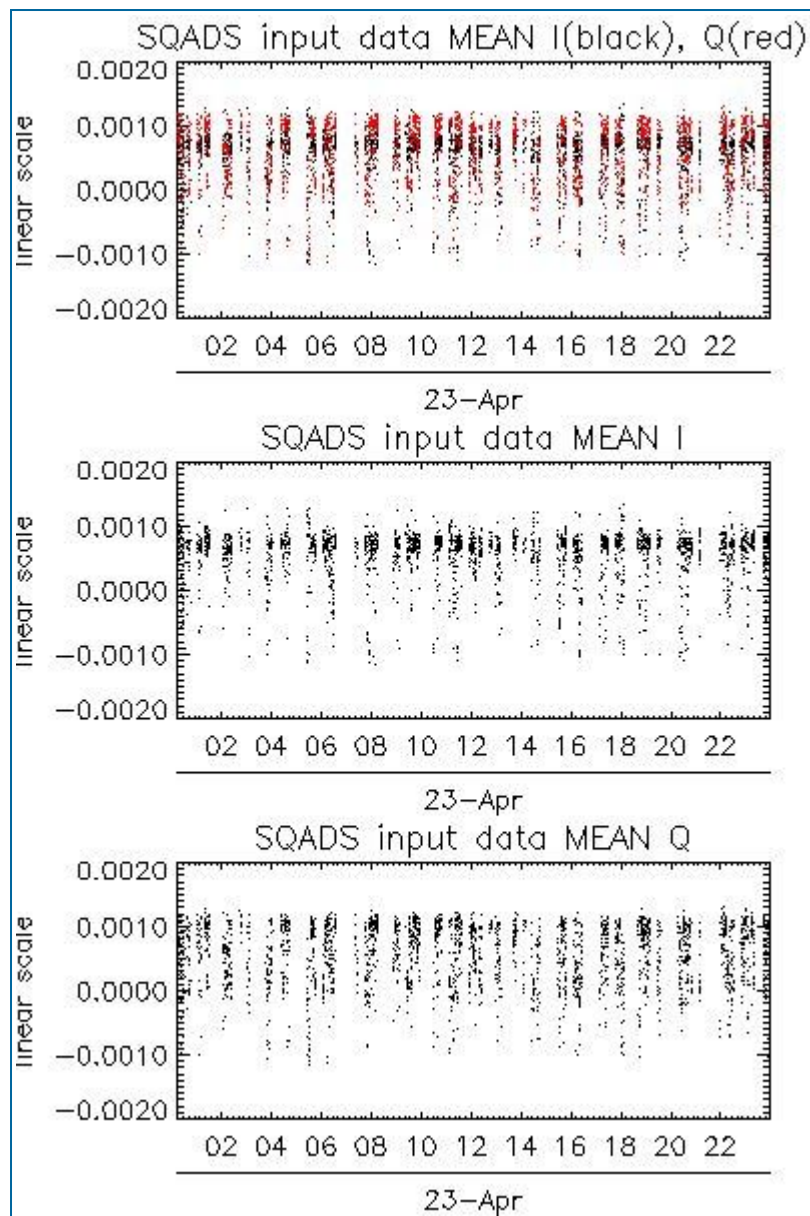 SQADS input data MEAN I(black), Q(red)
0.0020
0.0010
0.0000
−0.0010
−0.0020
linear scale
02 04 06 08 10 12 14 16 18 20 22
23-Apr
SQADS input data MEAN I
0.0020
0.0010
0.0000
−0.0010
−0.0020
linear scale
02 04 06 08 10 12 14 16 18 20 22
23-Apr
SQADS input data MEAN Q
0.0020
0.0010
0.0000
−0.0010
−0.0020
linear scale
02 04 06 08 10 12 14 16 18 20 22
23-Apr